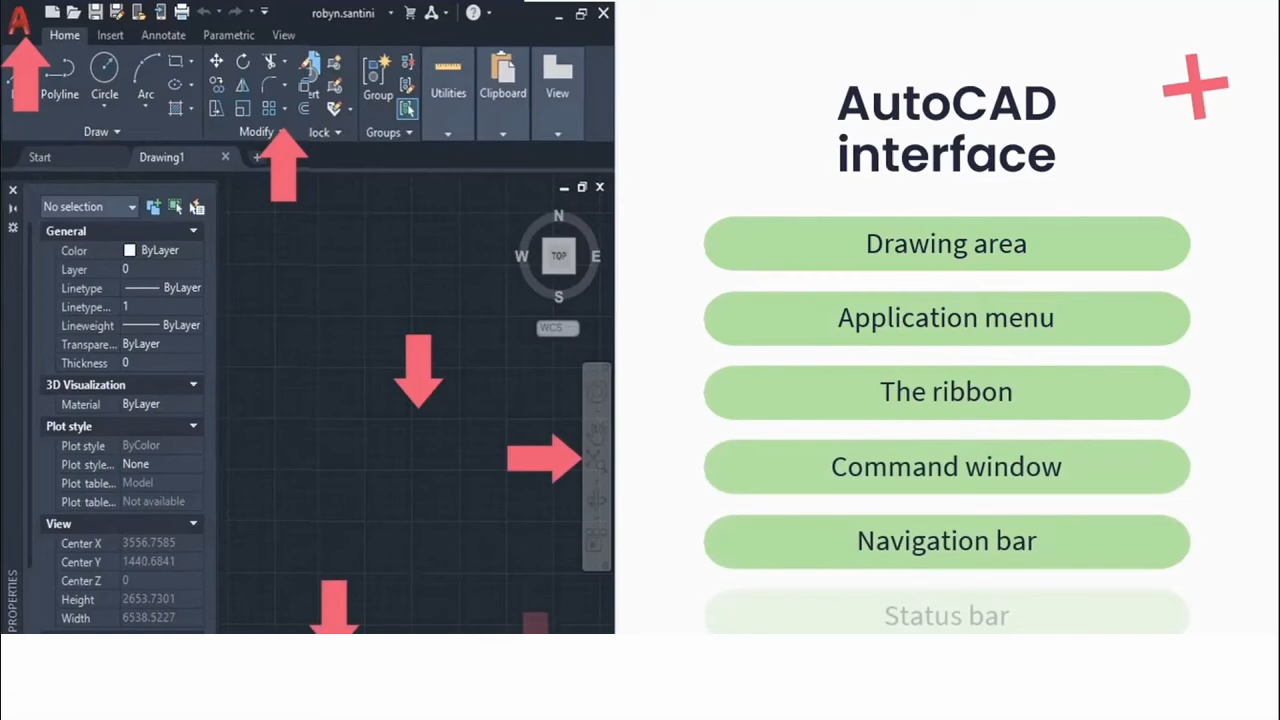 robyn.santini
Home Insert Annotate Parametric View
Polyline Circle Arc Group Utilities Clipboard View
Draw Modify lock Groups
Start Drawing1
No selection
General
Color ByLayer
Layer 0
Linetype ByLayer
Linetype... 1
Lineweight ByLayer
Transpare... ByLayer
Thickness 0
3D Visualization
Material ByLayer
Plot style
Plot style ByColor
Plot style... None
Plot table... Model
Plot table... Not available
View
Center X 3556.7585
Center Y 1440.6841
Center Z 0
Height 2653.7301
Width 6538.5227
PROPERTIES
N
W TOP E
S
WCS
AutoCAD
interface
Drawing area
Application menu
The ribbon
Command window
Navigation bar
Status bar